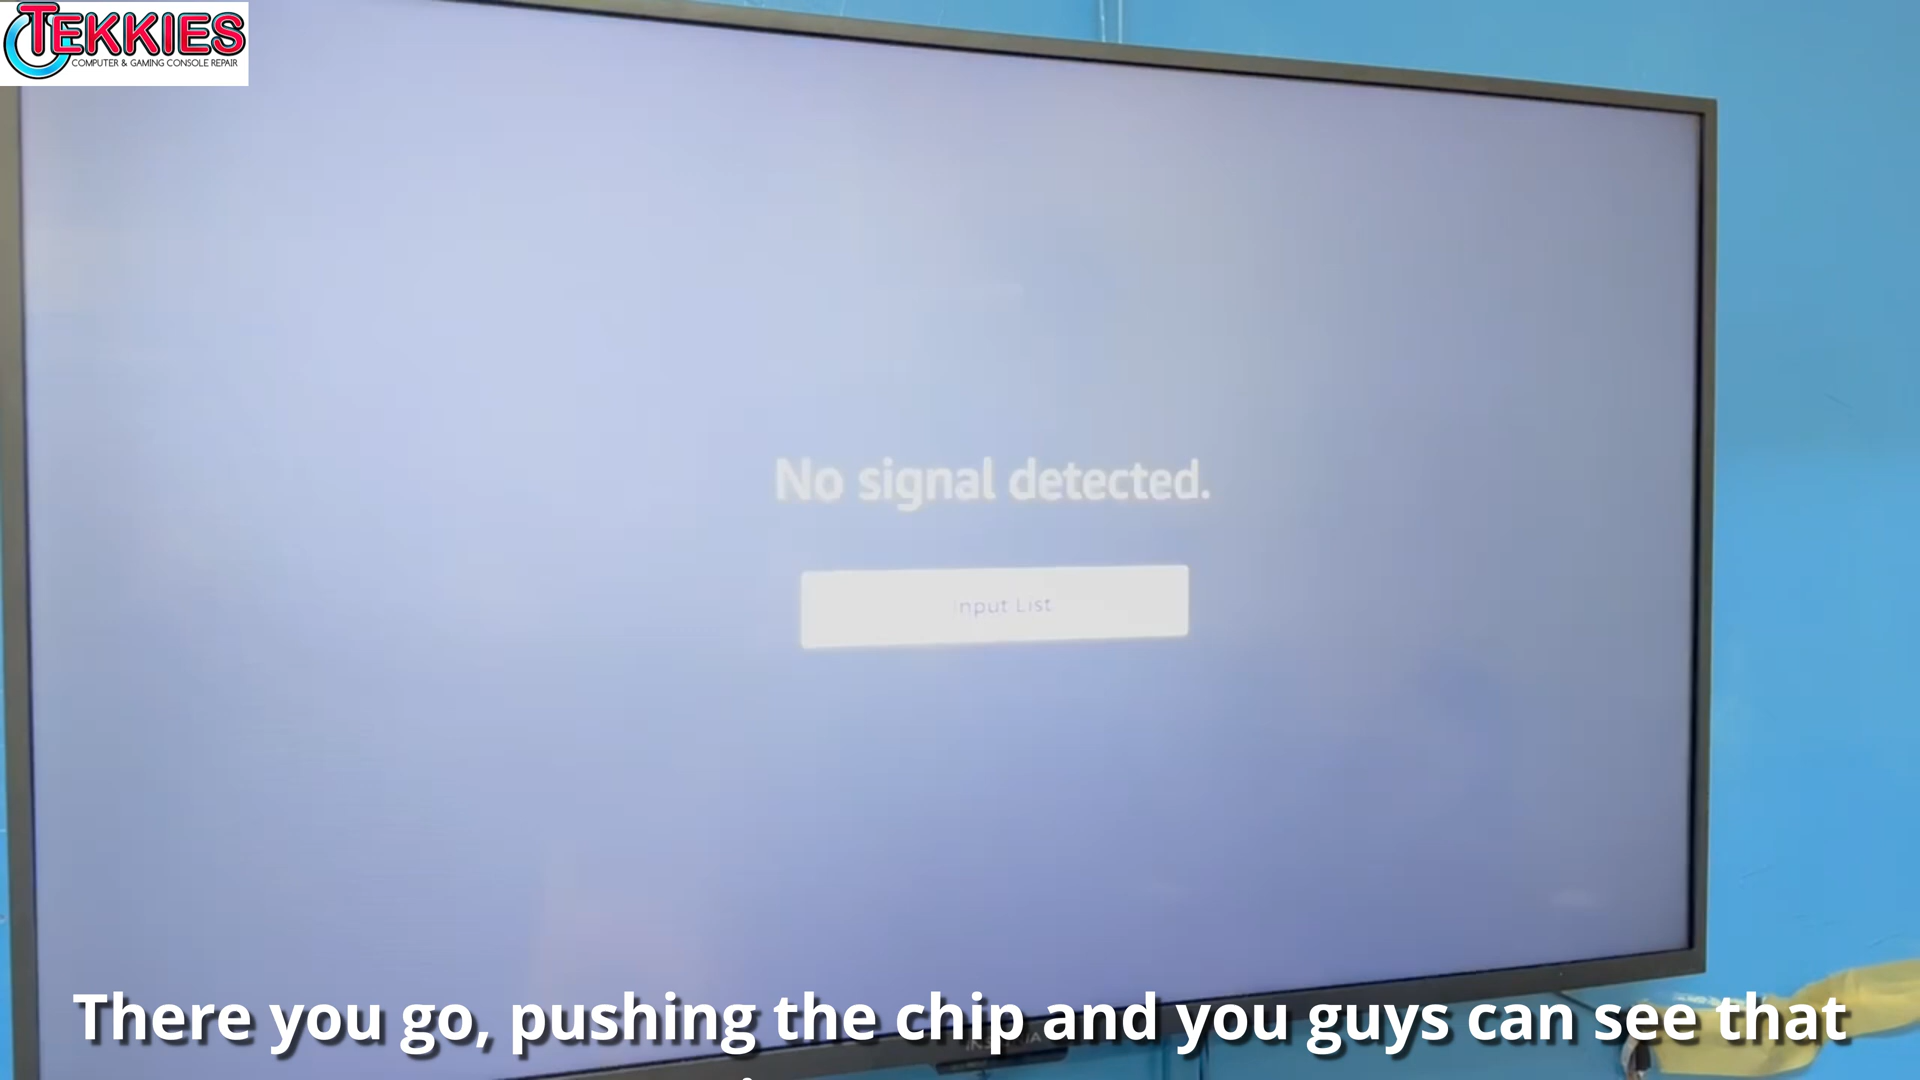 TEKKIES
COMPUTER & GAMING CONSOLE REPAIR
No signal detected.
Input List
There you go, pushing the chip and you guys can see that
INSIGNIA